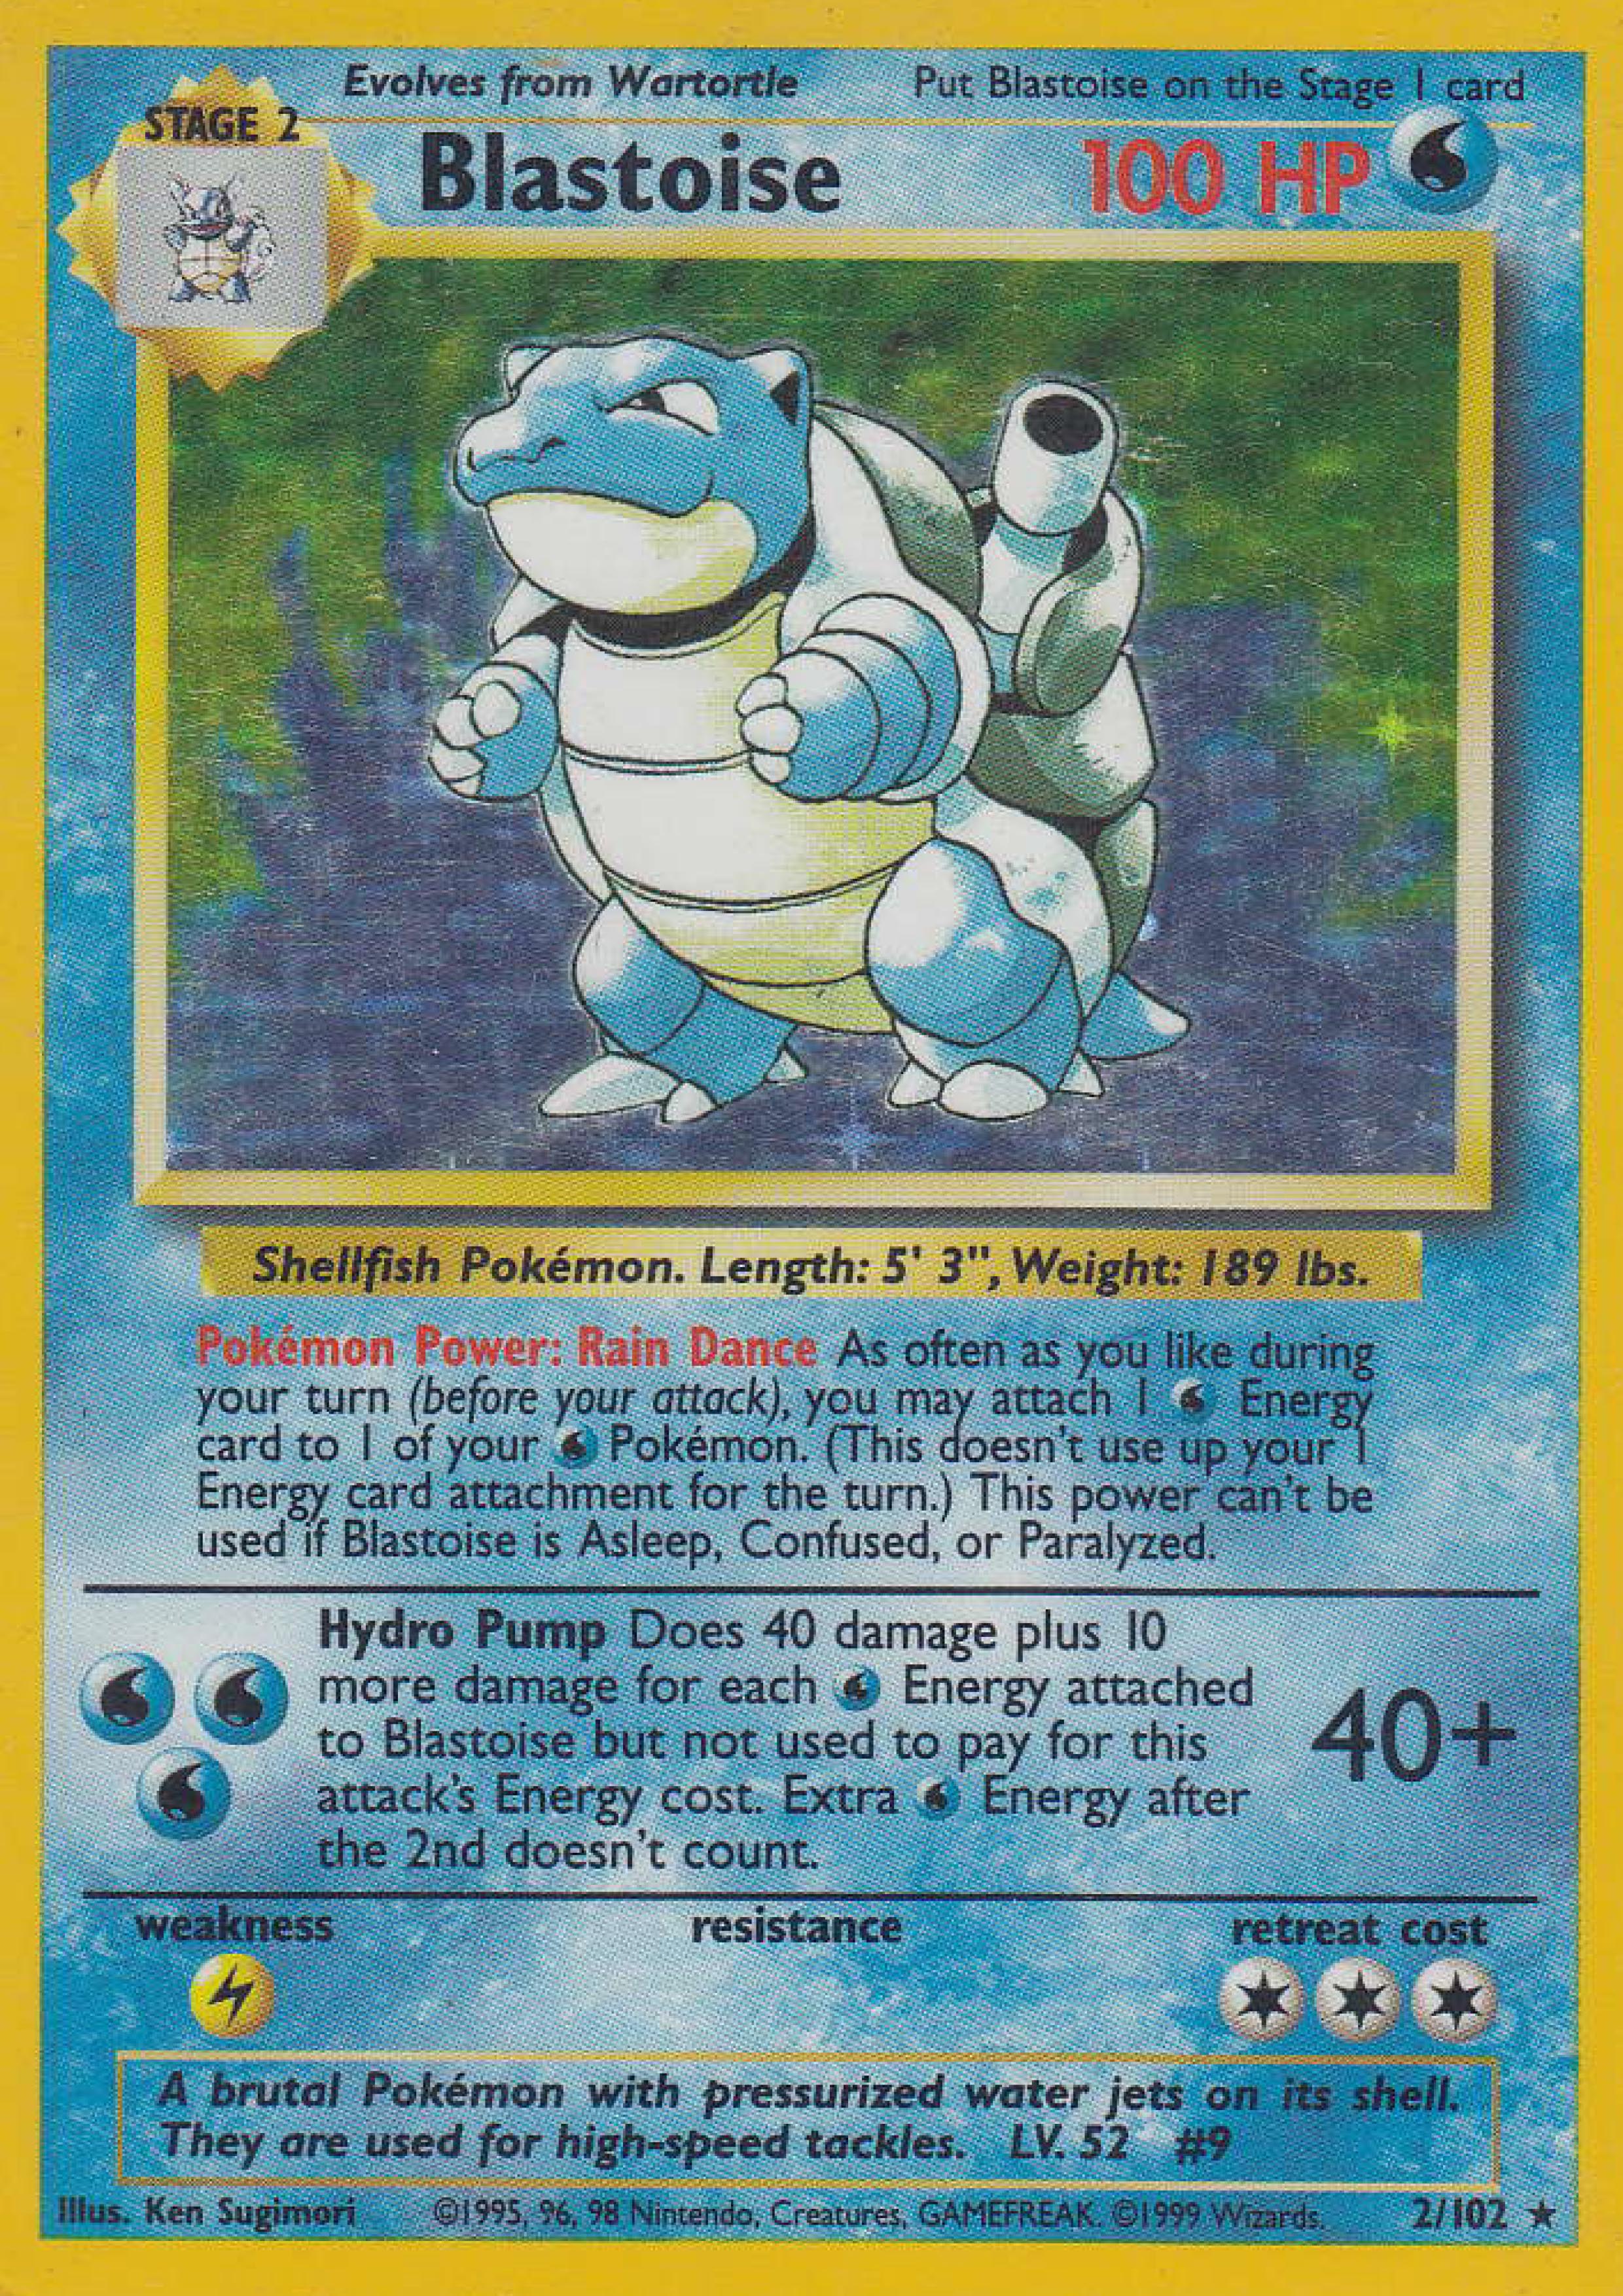 Evolves from Wartortle Put Blastoise on the Stage 1 card
STAGE 2
Blastoise 100 HP
Shellfish Pokémon. Length: 5' 3", Weight: 189 lbs.
Pokémon Power: Rain Dance As often as you like during
your turn (before your attack), you may attach 1 Energy
card to 1 of your Pokémon. (This doesn't use up your 1
Energy card attachment for the turn.) This power can't be
used if Blastoise is Asleep, Confused, or Paralyzed.
Hydro Pump Does 40 damage plus 10
more damage for each Energy attached
to Blastoise but not used to pay for this
attack's Energy cost. Extra Energy after
the 2nd doesn't count.
40+
weakness resistance retreat cost
A brutal Pokémon with pressurized water jets on its shell.
They are used for high-speed tackles. LV. 52 #9
Illus. Ken Sugimori ©1995, 96, 98 Nintendo, Creatures, GAMEFREAK. ©1999 Wizards. 2/102 ★